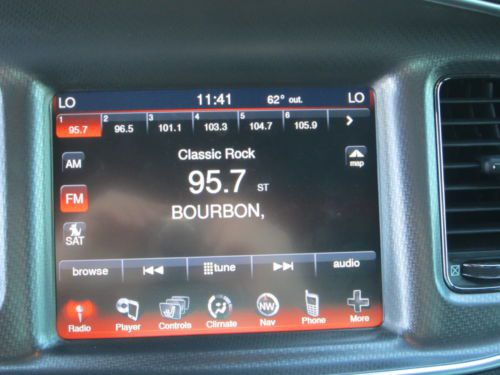 LO 11:41 62° out. LO
1 2 3 4 5 6
95.7 96.5 101.1 103.3 104.7 105.9
AM
Classic Rock
map
95.7 ST
FM
BOURBON,
SAT
browse tune audio
Radio Player Controls Climate NW Nav Phone More